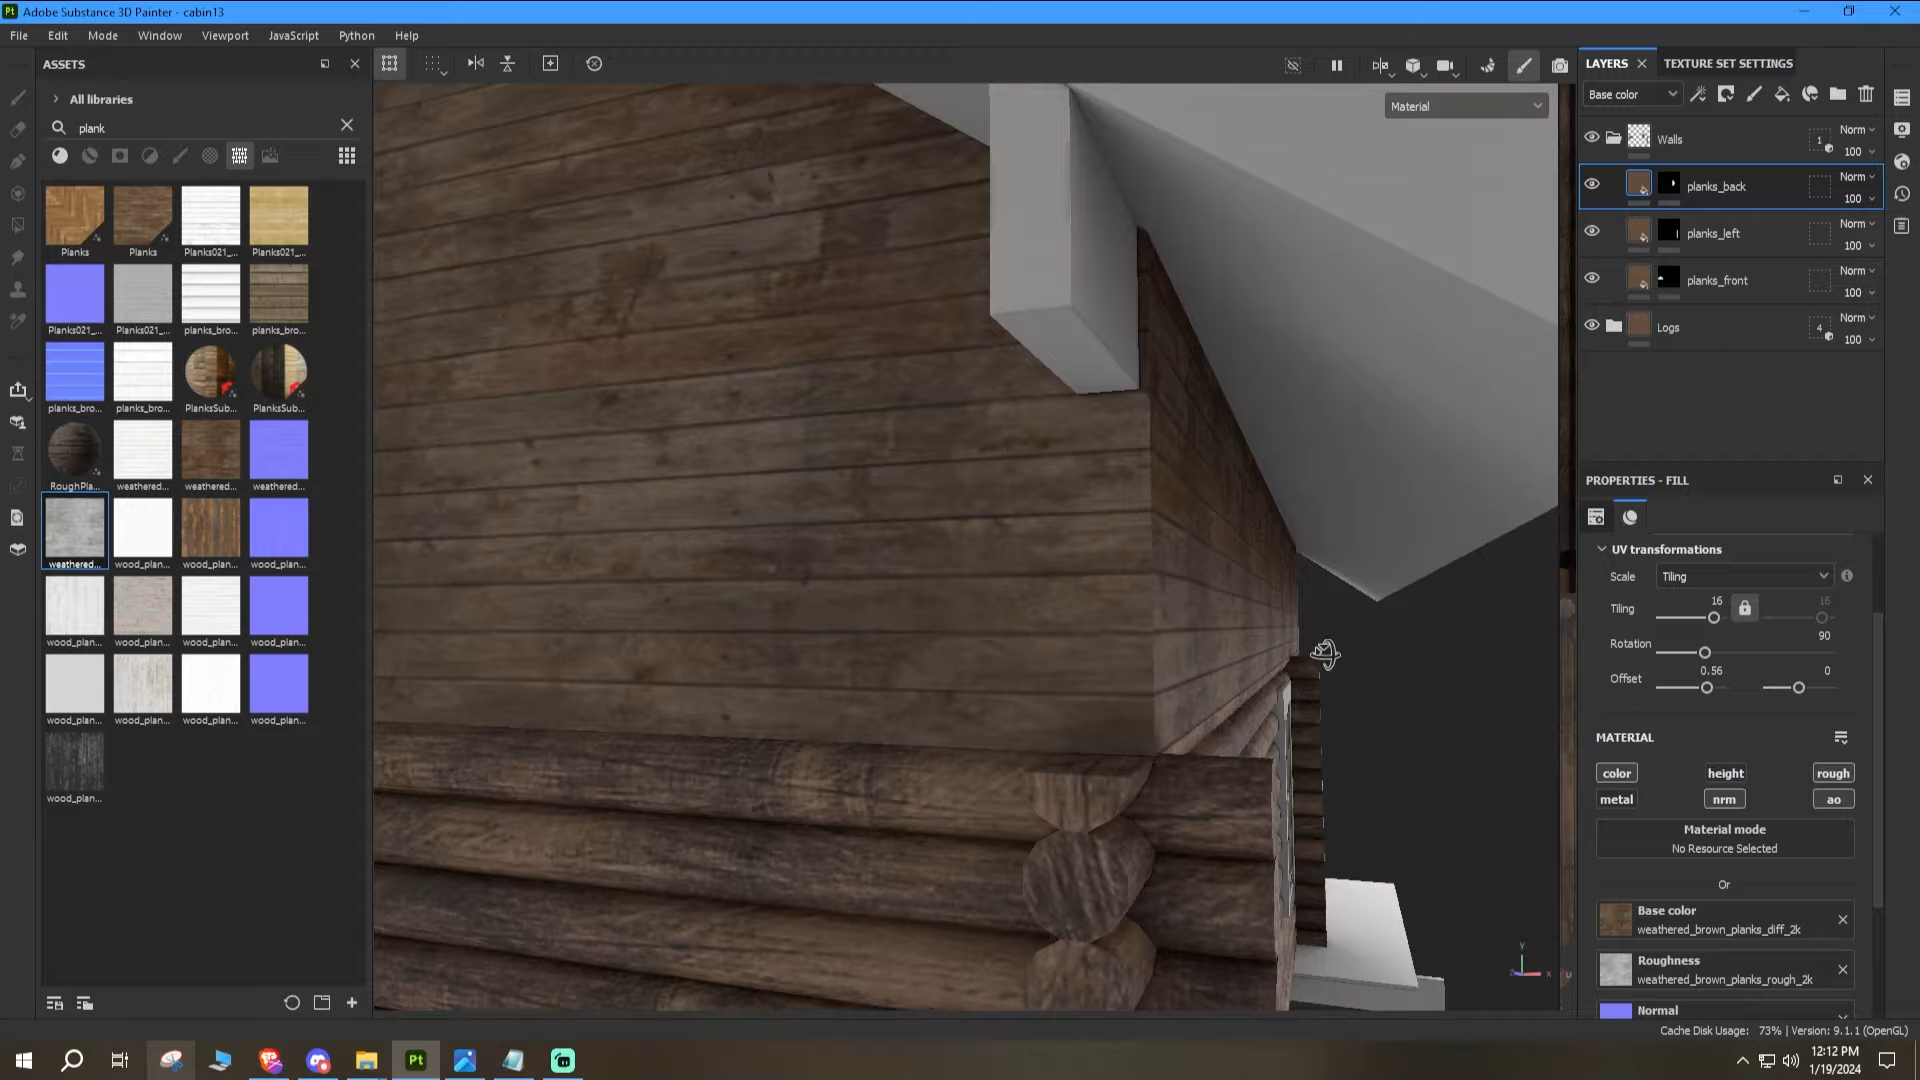 Pt Adobe Substance 3D Painter - cabin13
File Edit Mode Window Viewport JavaScript Python Help
ASSETS
All libraries
plank
Planks Planks Planks021_... Planks021_...
Planks021_... Planks021_... planks_bro... planks_bro...
planks_bro... planks_bro... PlanksSub... PlanksSub...
RoughPla... weathered... weathered... weathered...
weathered... wood_plan... wood_plan... wood_plan...
wood_plan... wood_plan... wood_plan... wood_plan...
wood_plan... wood_plan... wood_plan... wood_plan...
wood_plan...
Material
Y
Z X
LAYERS TEXTURE SET SETTINGS
Base color
Walls 1 Norm 100
planks_back Norm 100
planks_left Norm 100
planks_front Norm 100
Logs 4 Norm 100
PROPERTIES - FILL
UV transformations
Scale Tiling
Tiling 16 16
Rotation 90
Offset 0.56 0
MATERIAL
color height rough
metal nrm ao
Material mode
No Resource Selected
Or
Base color
weathered_brown_planks_diff_2k
Roughness
weathered_brown_planks_rough_2k
Normal
Cache Disk Usage: 73% | Version: 9.1.1 (OpenGL)
Pt
12:12 PM
1/19/2024